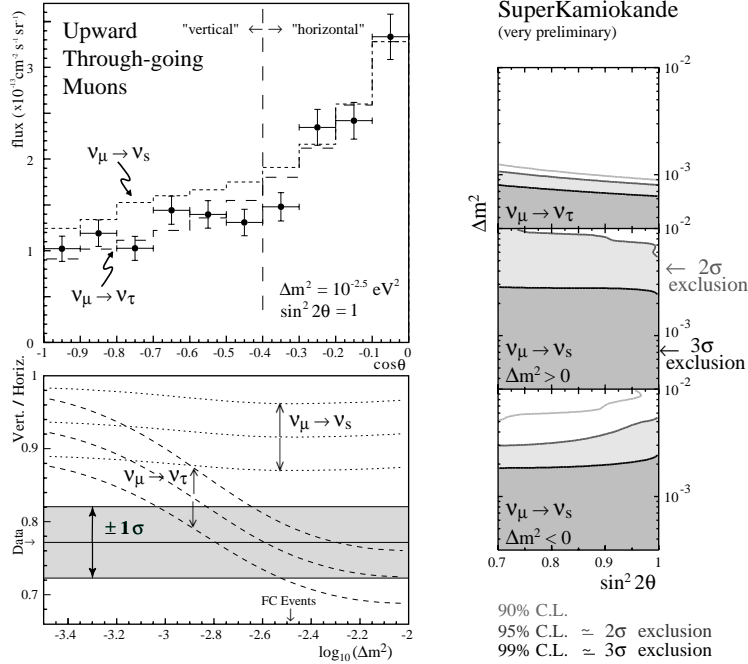 "vertical" ← → "horizontal"
Upward
Through-going
Muons
flux (x10⁻¹³cm⁻² s⁻¹ sr⁻¹)
3
2
1
0
νμ → νs
νμ → ντ
Δm² = 10⁻²·⁵ eV²
sin² 2θ = 1
-1 -0.9 -0.8 -0.7 -0.6 -0.5 -0.4 -0.3 -0.2 -0.1 0
cosθ
Vert. / Horiz.
1
0.9
0.8
Data→
0.7
νμ → νs
νμ → ντ
± 1σ
FC Events
-3.4 -3.2 -3 -2.8 -2.6 -2.4 -2.2 -2
log₁₀(Δm²)
SuperKamiokande
(very preliminary)
Δm²
10⁻²
10⁻³
νμ → ντ
10⁻²
← 2σ
exclusion
10⁻³
νμ → νs
Δm² > 0
← 3σ
exclusion
10⁻²
νμ → νs
Δm² < 0
10⁻³
0.7 0.8 0.9 1
sin² 2θ
90% C.L.
95% C.L. ≃ 2σ exclusion
99% C.L. ≃ 3σ exclusion